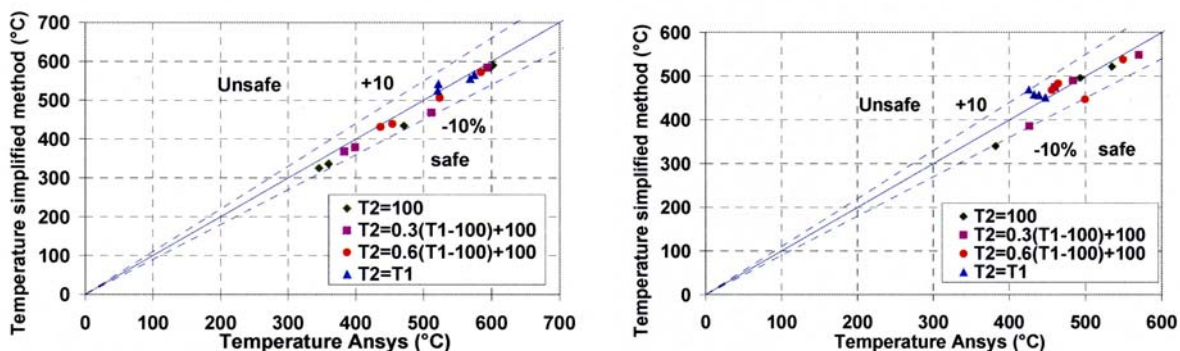 Temperature simplified method (°C)
700
600
500
400
300
200
100
0
Unsafe
+10
-10%
safe
T2=100
T2=0.3(T1-100)+100
T2=0.6(T1-100)+100
T2=T1
0 100 200 300 400 500 600 700
Temperature Ansys (°C)
Temperature simplified method (°C)
600
500
400
300
200
100
0
Unsafe
+10
-10%
safe
T2=100
T2=0.3(T1-100)+100
T2=0.6(T1-100)+100
T2=T1
0 100 200 300 400 500 600
Temperature Ansys (°C)